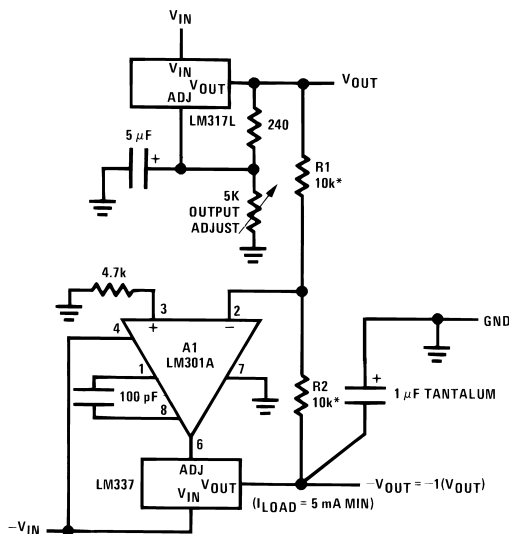 VIN
VIN
VOUT
ADJ
LM317L
VOUT
240
5 μF
+
R1
10k*
5K
OUTPUT
ADJUST
4.7k
3
2
+
−
4
A1
LM301A
7
1
100 pF
8
6
GND
R2
10k*
+
1 μF TANTALUM
ADJ
LM337
VOUT
VIN
−VOUT = −1(VOUT)
(ILOAD = 5 mA MIN)
−VIN